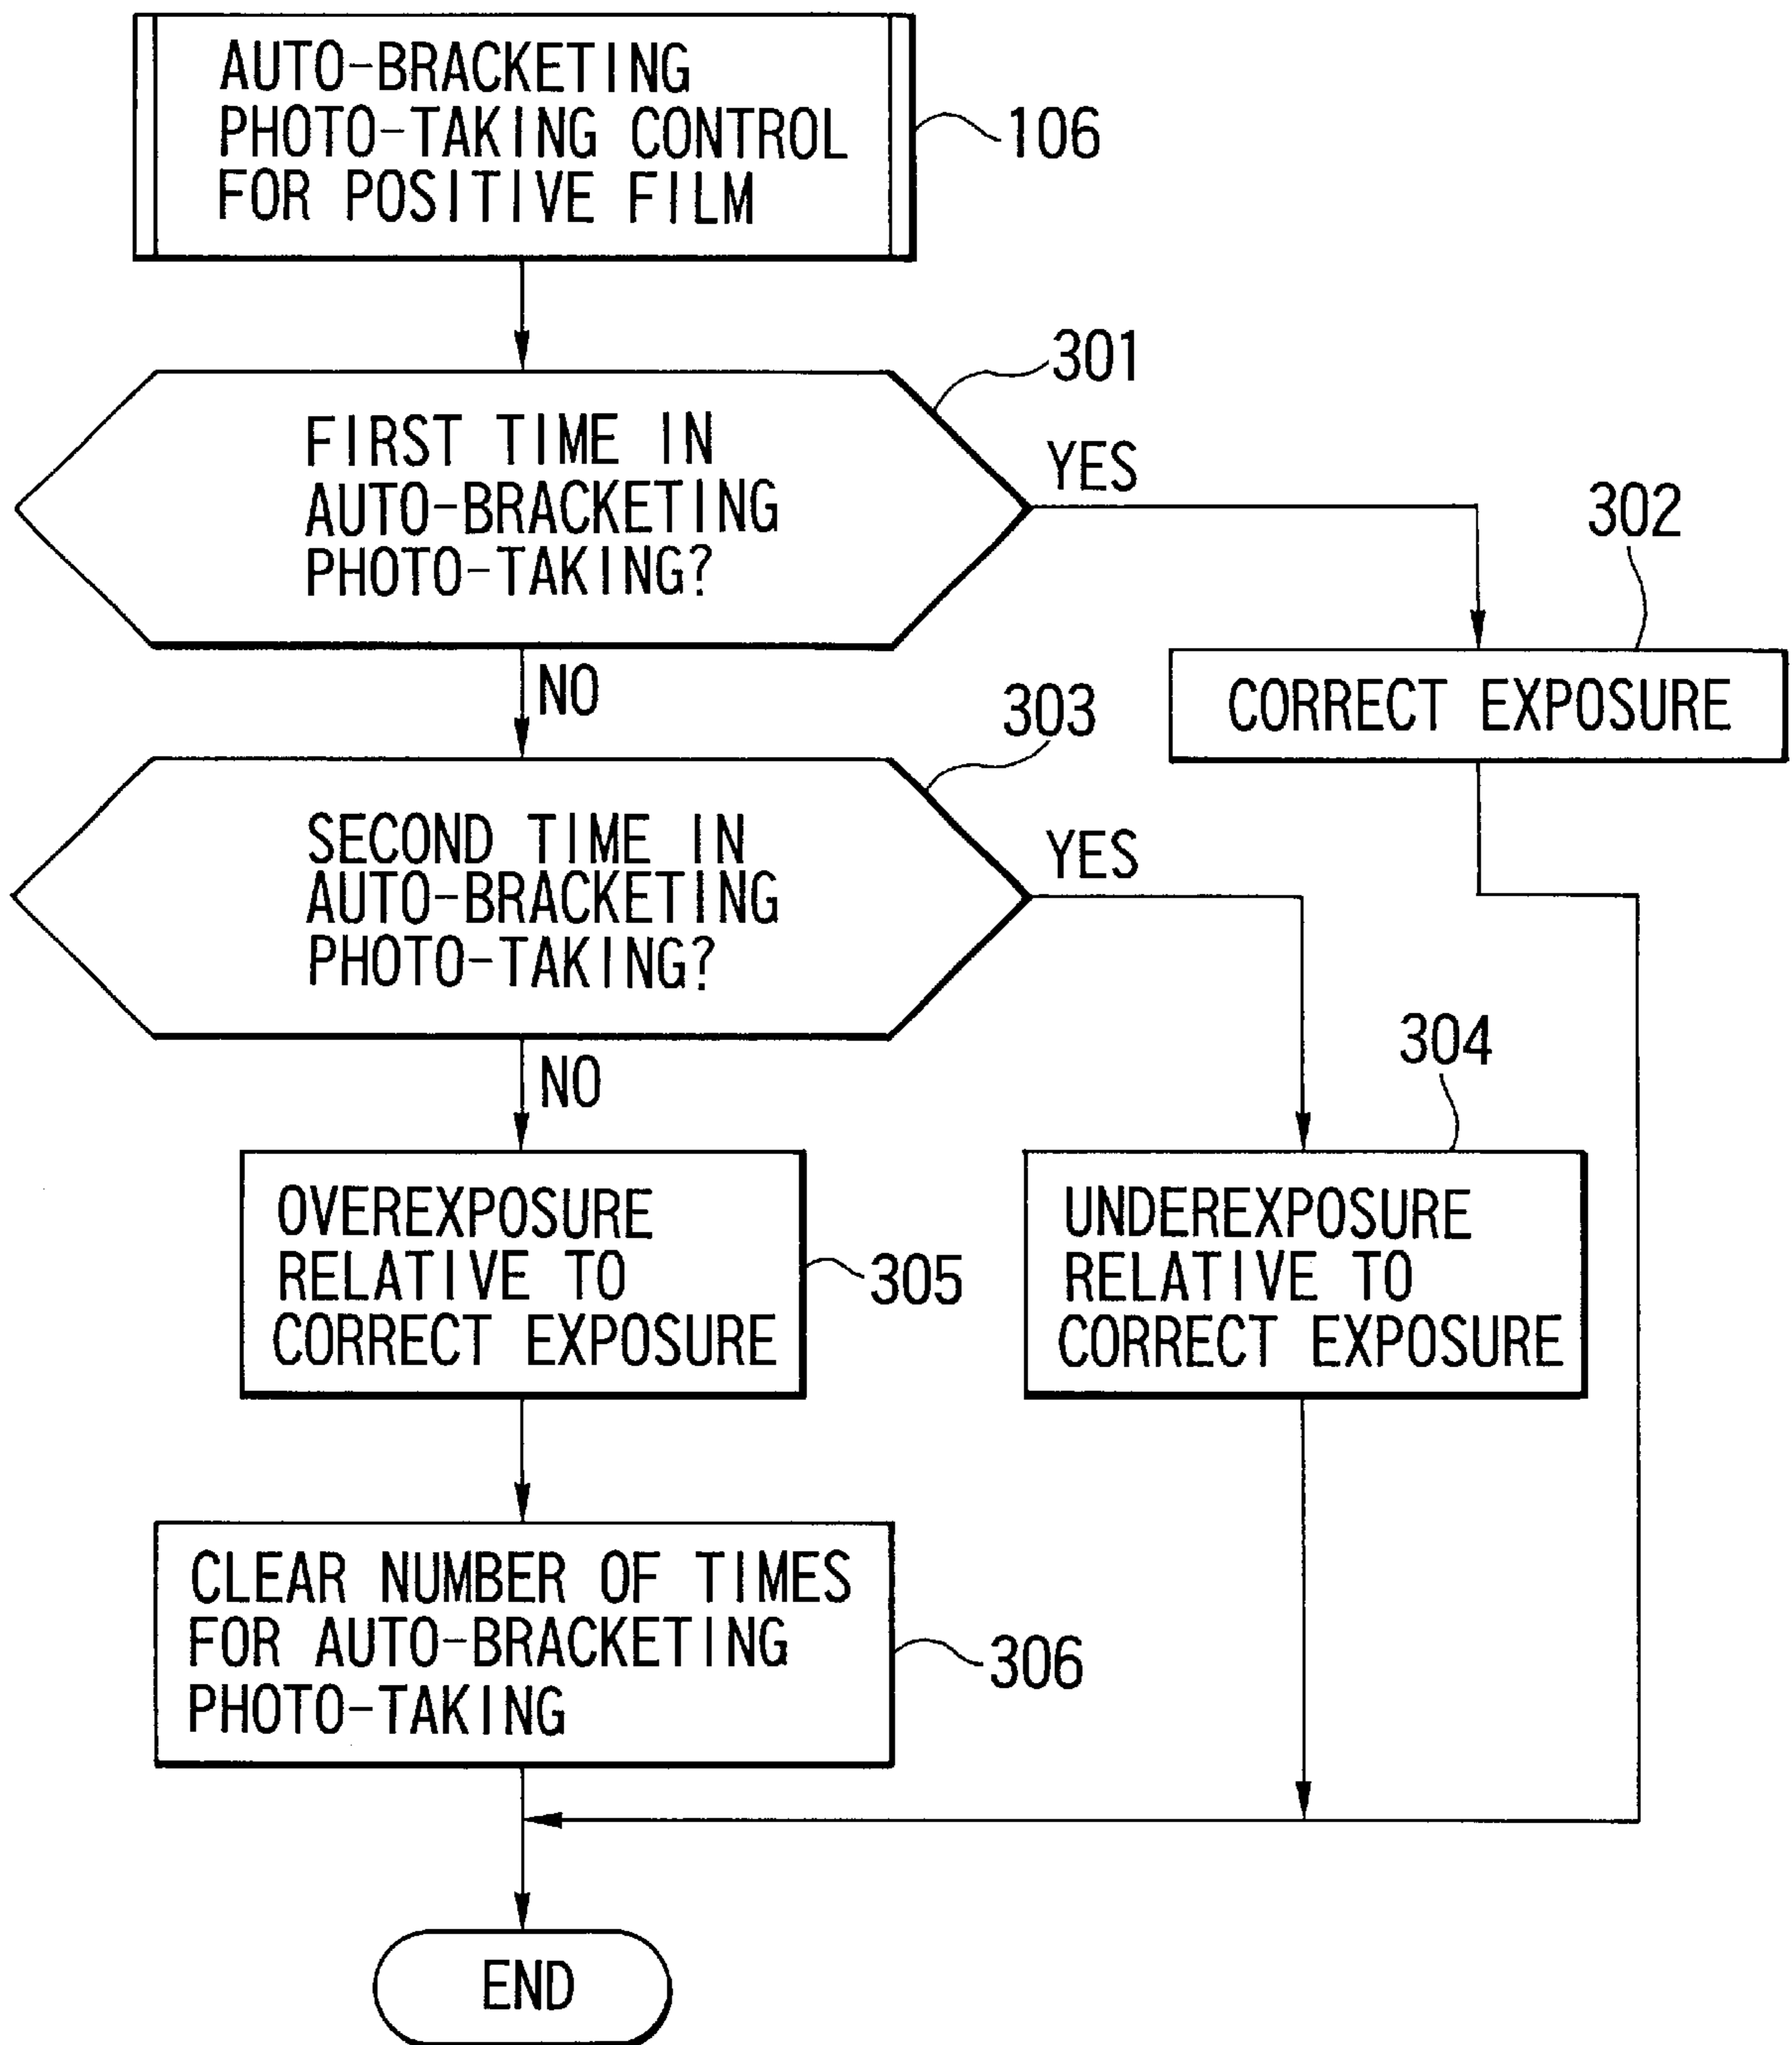 AUTO-BRACKETING
PHOTO-TAKING CONTROL
FOR POSITIVE FILM
106
301
FIRST TIME IN
AUTO-BRACKETING
PHOTO-TAKING?
YES
302
CORRECT EXPOSURE
NO
303
SECOND TIME IN
AUTO-BRACKETING
PHOTO-TAKING?
YES
304
NO
OVEREXPOSURE
RELATIVE TO
CORRECT EXPOSURE
305
UNDEREXPOSURE
RELATIVE TO
CORRECT EXPOSURE
CLEAR NUMBER OF TIMES
FOR AUTO-BRACKETING
PHOTO-TAKING
306
END